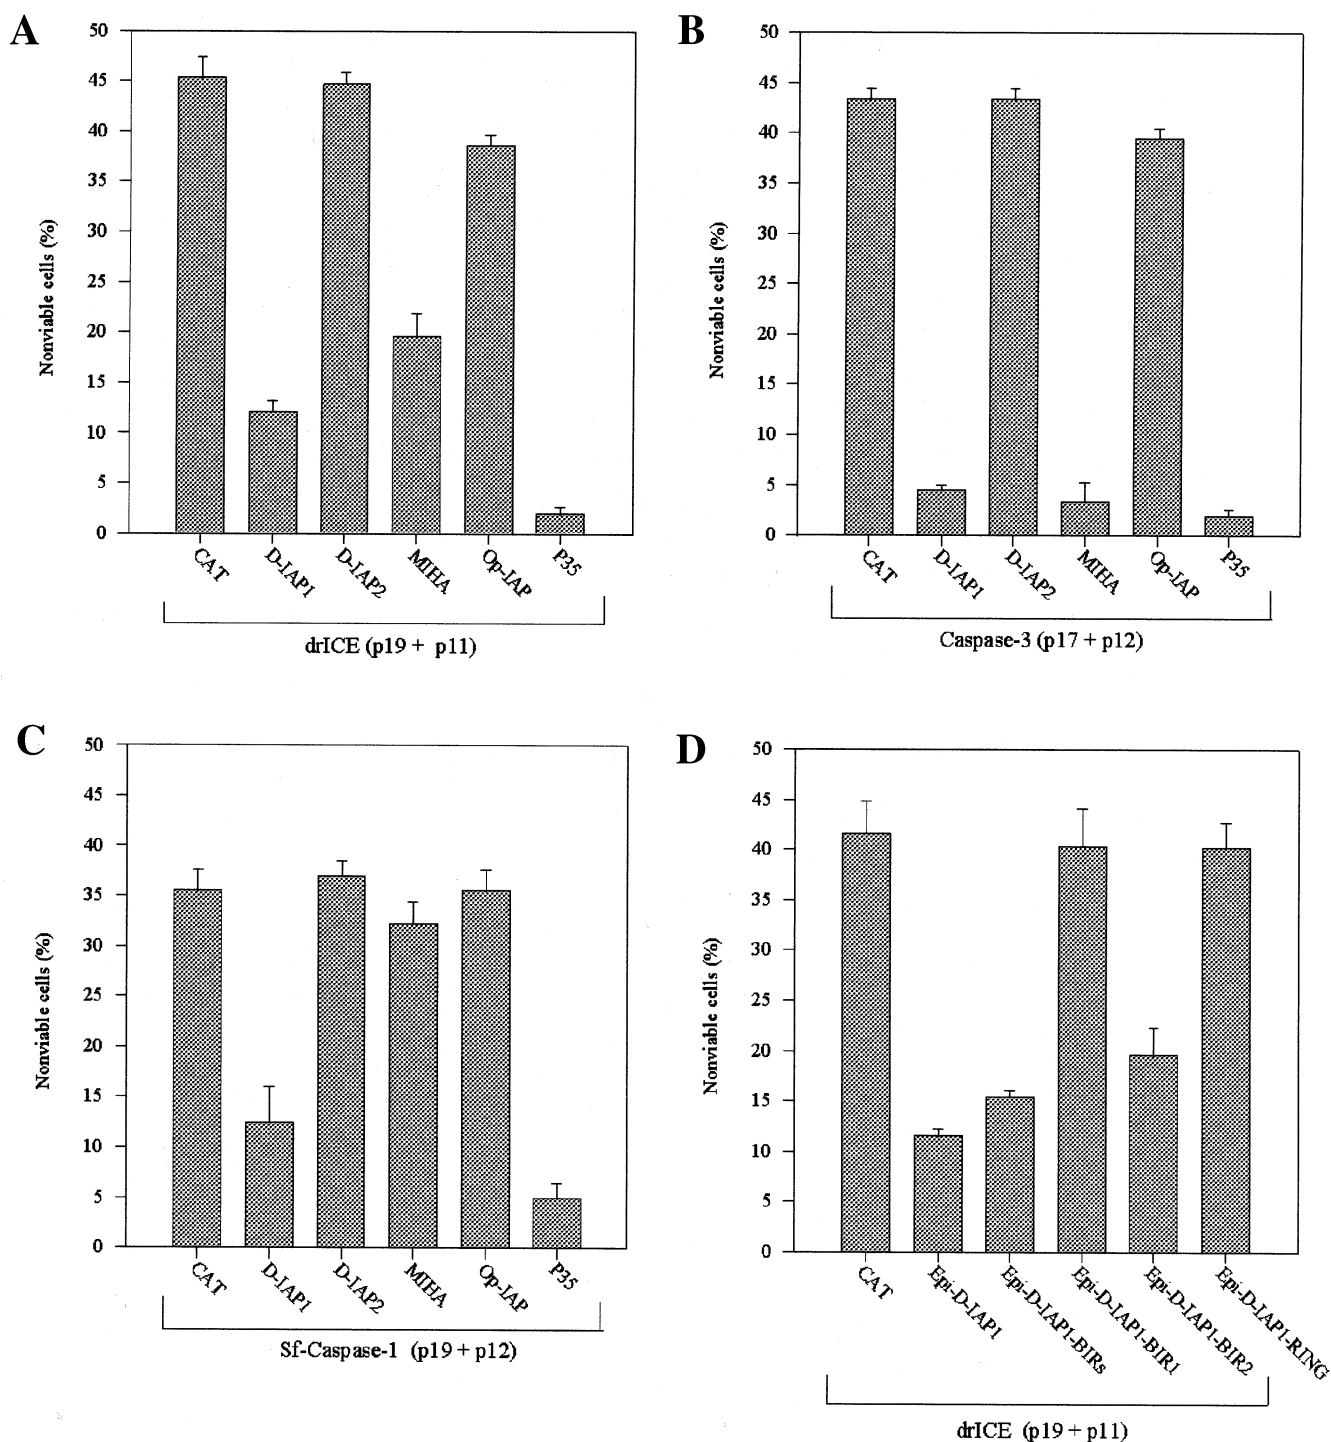 A
50
45
40
35
30
25
20
15
10
5
0
Nonviable cells (%)
CAT
D-IAP1
D-IAP2
MIHA
Op-IAP
P35
drICE (p19 + p11)
B
50
45
40
35
30
25
20
15
10
5
0
Nonviable cells (%)
CAT
D-IAP1
D-IAP2
MIHA
Op-IAP
P35
Caspase-3 (p17 + p12)
C
50
45
40
35
30
25
20
15
10
5
0
Nonviable cells (%)
CAT
D-IAP1
D-IAP2
MIHA
Op-IAP
P35
Sf-Caspase-1 (p19 + p12)
D
50
45
40
35
30
25
20
15
10
5
0
Nonviable cells (%)
CAT
Epi-D-IAP1
Epi-D-IAP1-BIRs
Epi-D-IAP1-BIR1
Epi-D-IAP1-BIR2
Epi-D-IAP1-RING
drICE (p19 + p11)